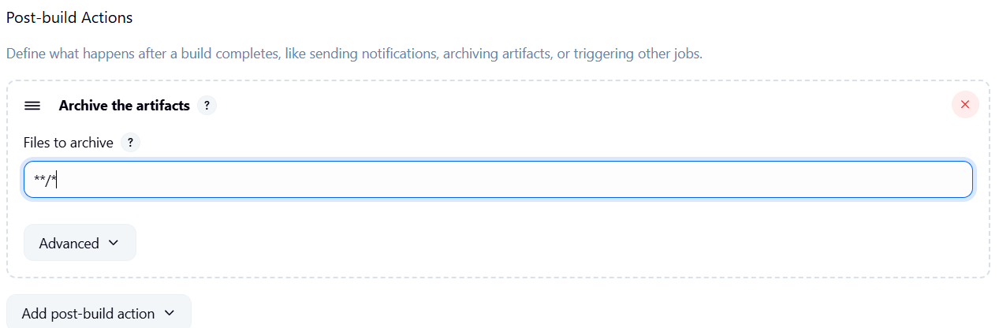 Post-build Actions
Define what happens after a build completes, like sending notifications, archiving artifacts, or triggering other jobs.
Archive the artifacts ?
Files to archive ?
**/*
Advanced
Add post-build action